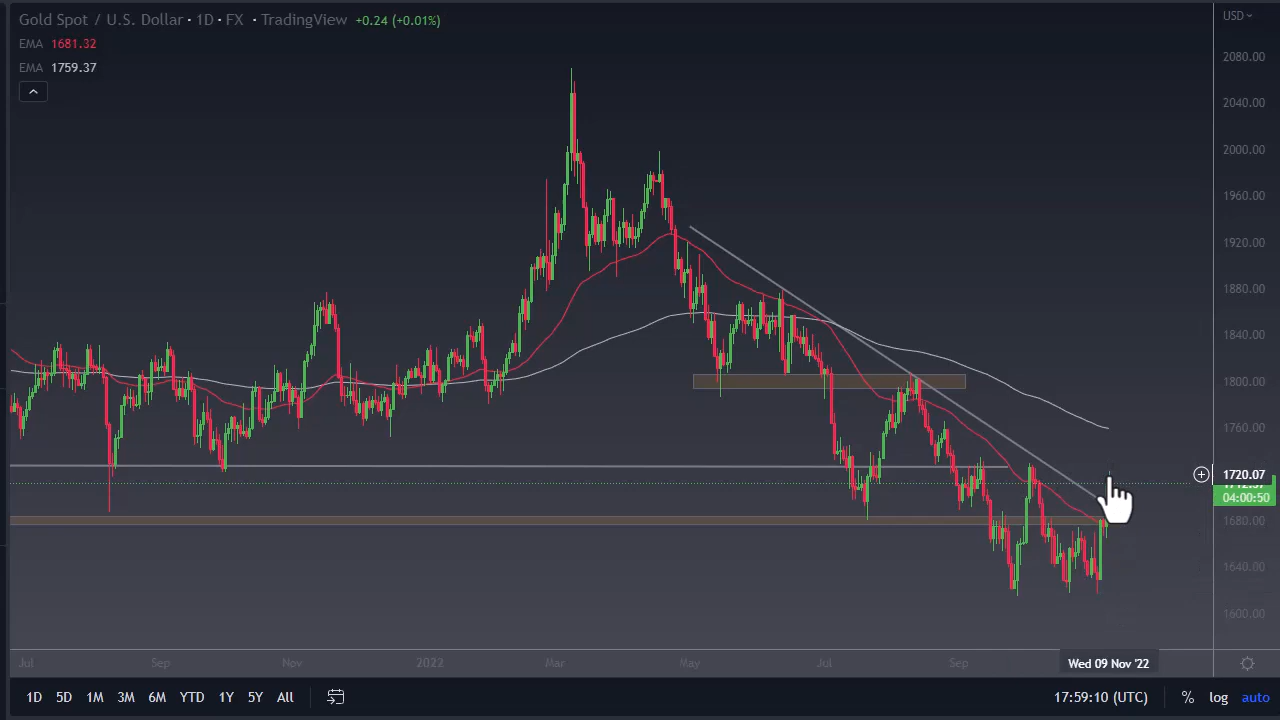 Gold Spot / U.S. Dollar · 1D · FX · TradingView +0.24 (+0.01%)
USD
EMA 1681.32
EMA 1759.37
2080.00
2040.00
2000.00
1960.00
1920.00
1880.00
1840.00
1800.00
1760.00
1720.07
04:00:50
1680.00
1640.00
1600.00
Jul Sep Nov 2022 Mar May Jul Sep Wed 09 Nov '22
1D 5D 1M 3M 6M YTD 1Y 5Y All 17:59:10 (UTC) % log auto